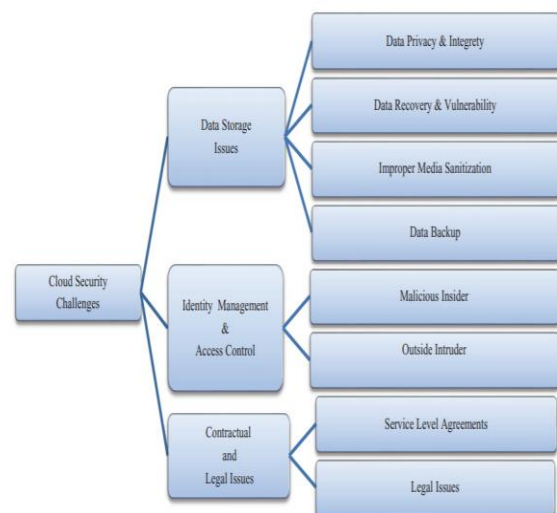 Data Privacy & Integrety
Data Storage
Issues
Data Recovery & Vulnerability
Improper Media Sanitization
Data Backup
Cloud Security
Challenges
Identity Management
&
Access Control
Malicious Insider
Outside Intruder
Contractual
and
Legal Issues
Service Level Agreements
Legal Issues